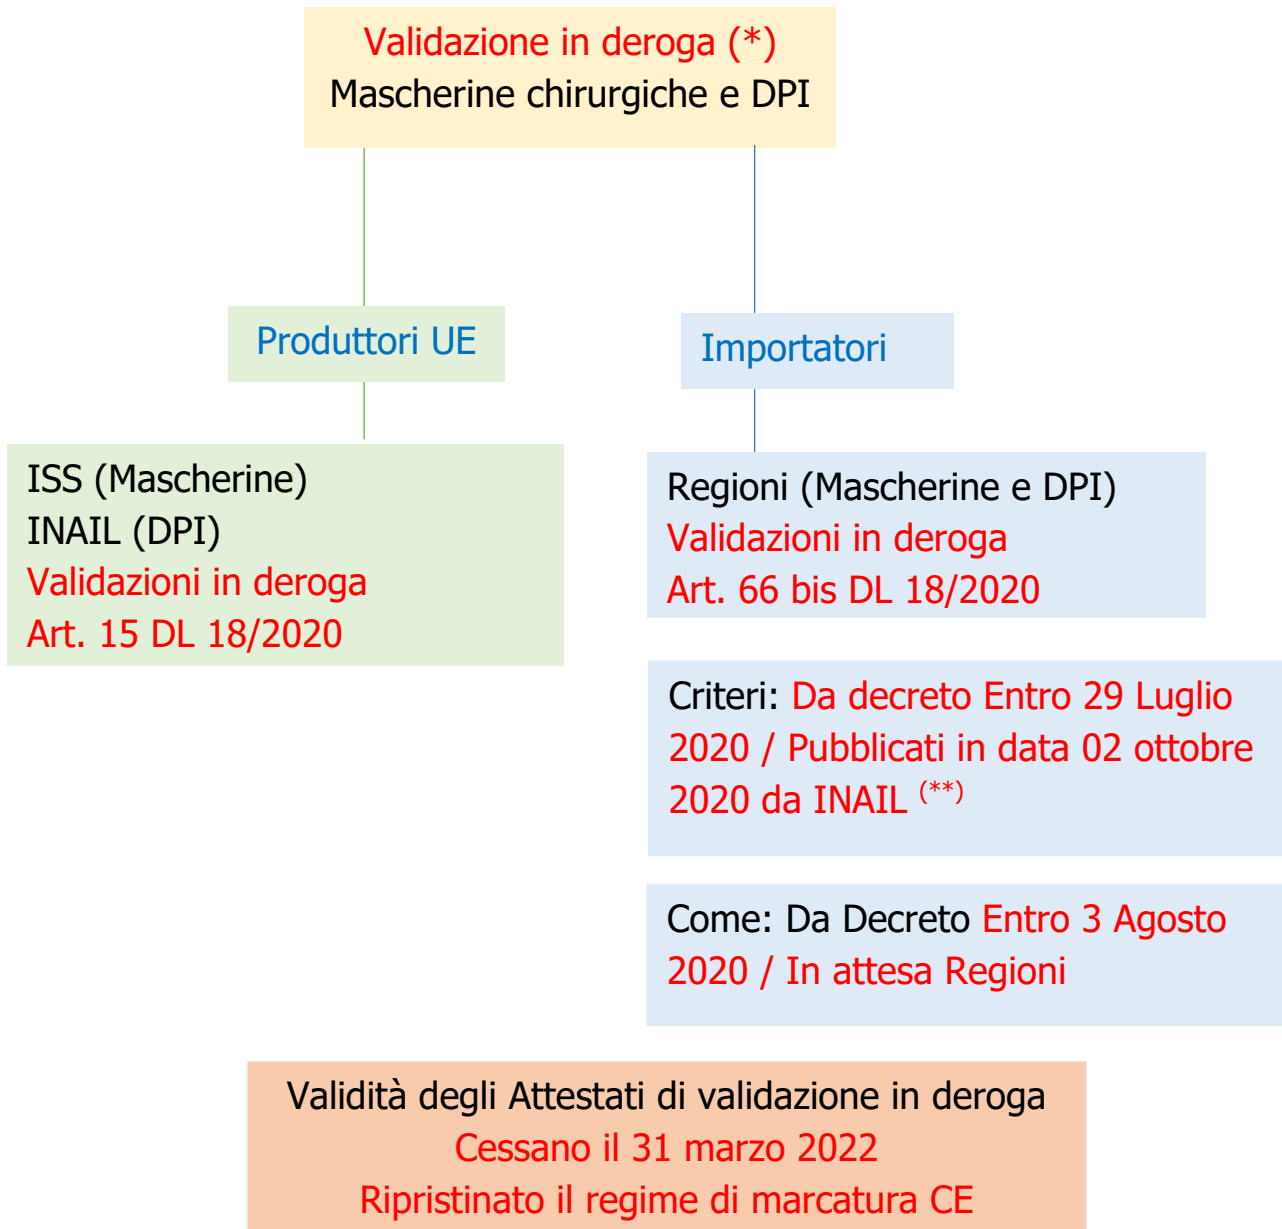 Validazione in deroga (*)
Mascherine chirurgiche e DPI
Produttori UE
Importatori
ISS (Mascherine)
INAIL (DPI)
Validazioni in deroga
Art. 15 DL 18/2020
Regioni (Mascherine e DPI)
Validazioni in deroga
Art. 66 bis DL 18/2020
Criteri: Da decreto Entro 29 Luglio
2020 / Pubblicati in data 02 ottobre
2020 da INAIL (**)
Come: Da Decreto Entro 3 Agosto
2020 / In attesa Regioni
Validità degli Attestati di validazione in deroga
Cessano il 31 marzo 2022
Ripristinato il regime di marcatura CE